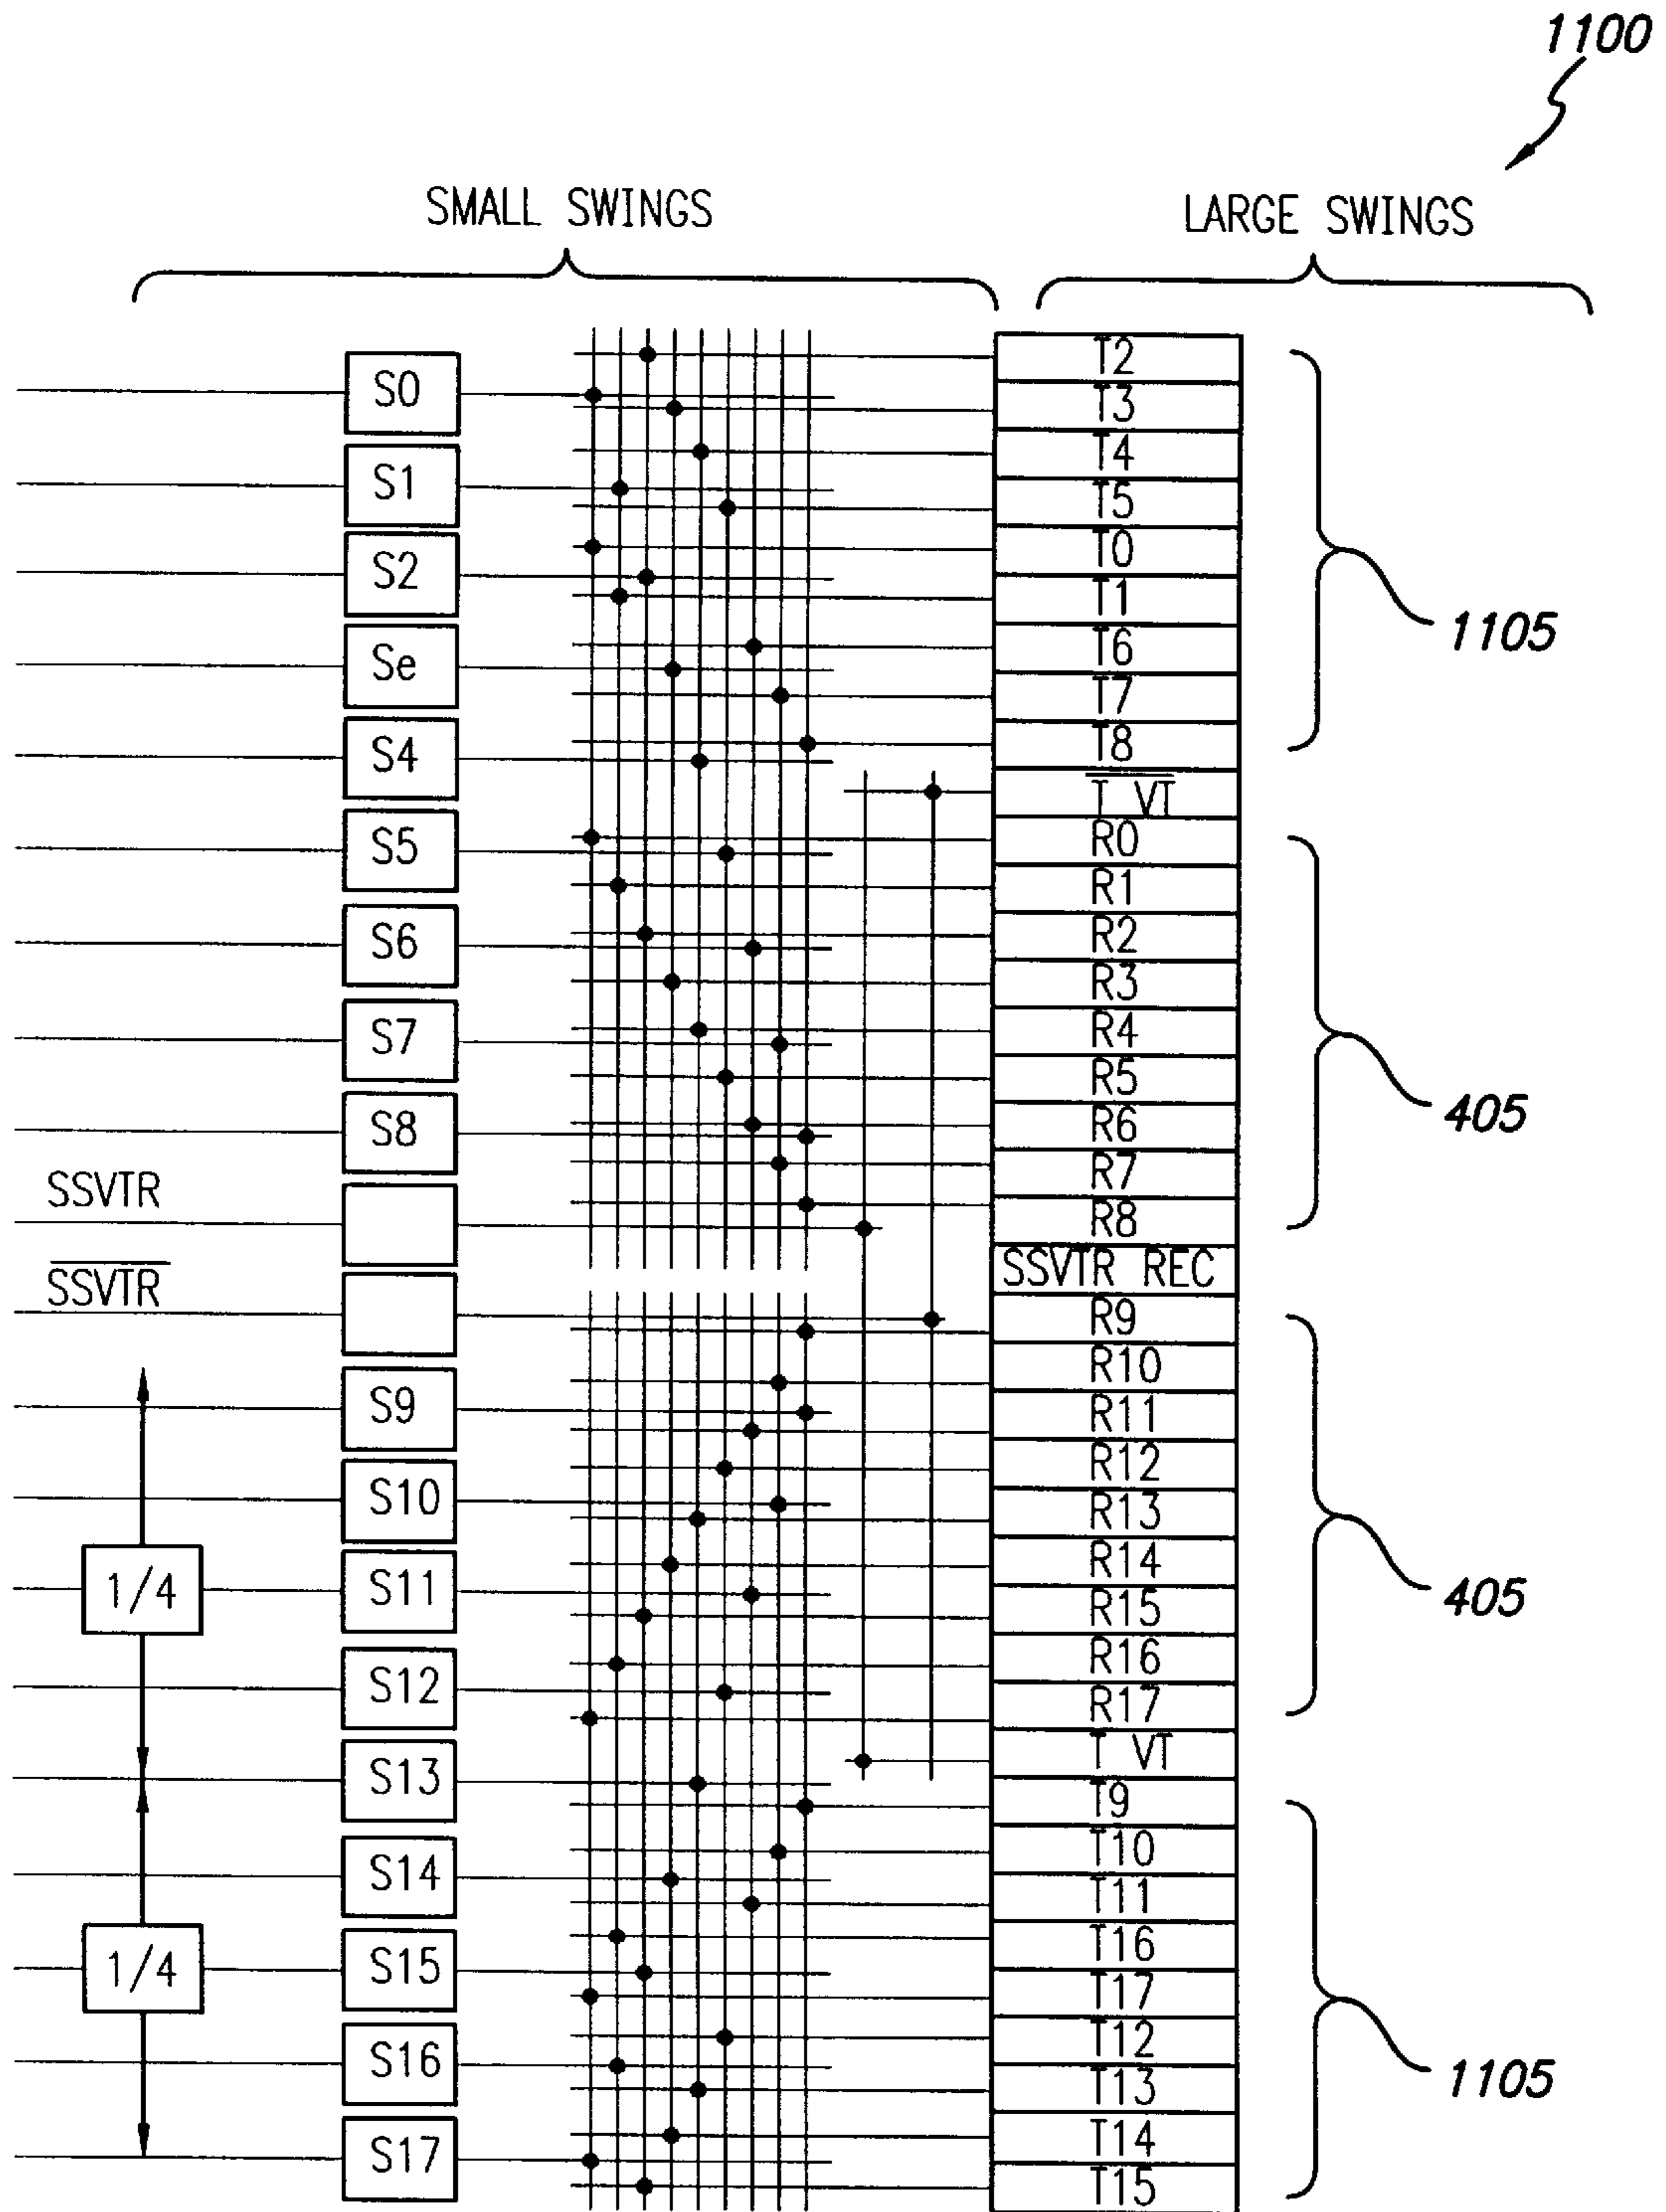 1100
SMALL SWINGS
LARGE SWINGS
S0
S1
S2
Se
S4
S5
S6
S7
S8
SSVTR
SSVTR
S9
S10
1/4
S11
S12
S13
S14
1/4
S15
S16
S17
T2
T3
T4
T5
T0
T1
T6
T7
T8
T VT
R0
R1
R2
R3
R4
R5
R6
R7
R8
SSVTR REC
R9
R10
R11
R12
R13
R14
R15
R16
R17
T VT
T9
T10
T11
T16
T17
T12
T13
T14
T15
1105
405
405
1105